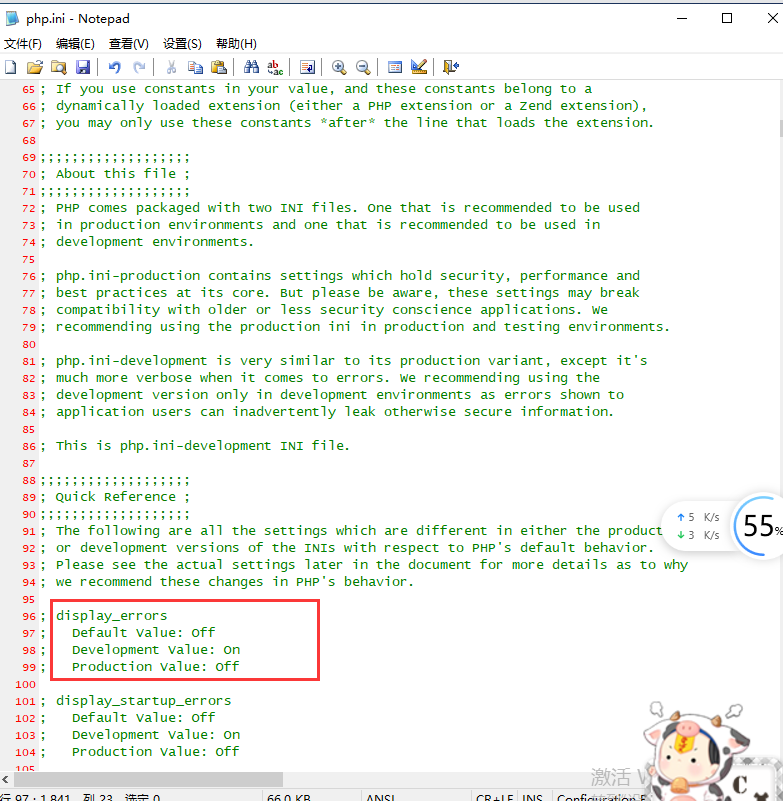 php.ini - Notepad
文件(F) 编辑(E) 查看(V) 设置(S) 帮助(H)
65 ; If you use constants in your value, and these constants belong to a
66 ; dynamically loaded extension (either a PHP extension or a Zend extension),
67 ; you may only use these constants *after* the line that loads the extension.
68
69 ;;;;;;;;;;;;;;;;;;;
70 ; About this file ;
71 ;;;;;;;;;;;;;;;;;;;
72 ; PHP comes packaged with two INI files. One that is recommended to be used
73 ; in production environments and one that is recommended to be used in
74 ; development environments.
75
76 ; php.ini-production contains settings which hold security, performance and
77 ; best practices at its core. But please be aware, these settings may break
78 ; compatibility with older or less security conscience applications. We
79 ; recommending using the production ini in production and testing environments.
80
81 ; php.ini-development is very similar to its production variant, except it's
82 ; much more verbose when it comes to errors. We recommending using the
83 ; development version only in development environments as errors shown to
84 ; application users can inadvertently leak otherwise secure information.
85
86 ; This is php.ini-development INI file.
87
88 ;;;;;;;;;;;;;;;;;;;
89 ; Quick Reference ;
90 ;;;;;;;;;;;;;;;;;;;
91 ; The following are all the settings which are different in either the product
92 ; or development versions of the INIs with respect to PHP's default behavior.
93 ; Please see the actual settings later in the document for more details as to why
94 ; we recommend these changes in PHP's behavior.
95
96 ; display_errors
97 ;   Default Value: Off
98 ;   Development Value: On
99 ;   Production Value: Off
100
101 ; display_startup_errors
102 ;   Default Value: Off
103 ;   Development Value: On
104 ;   Production Value: Off
105
↑ 5 K/s
↓ 3 K/s
55%
激活
行 97 : 1,841 列 23 选定 0 66.0 KB ANSI CR+LF INS
C